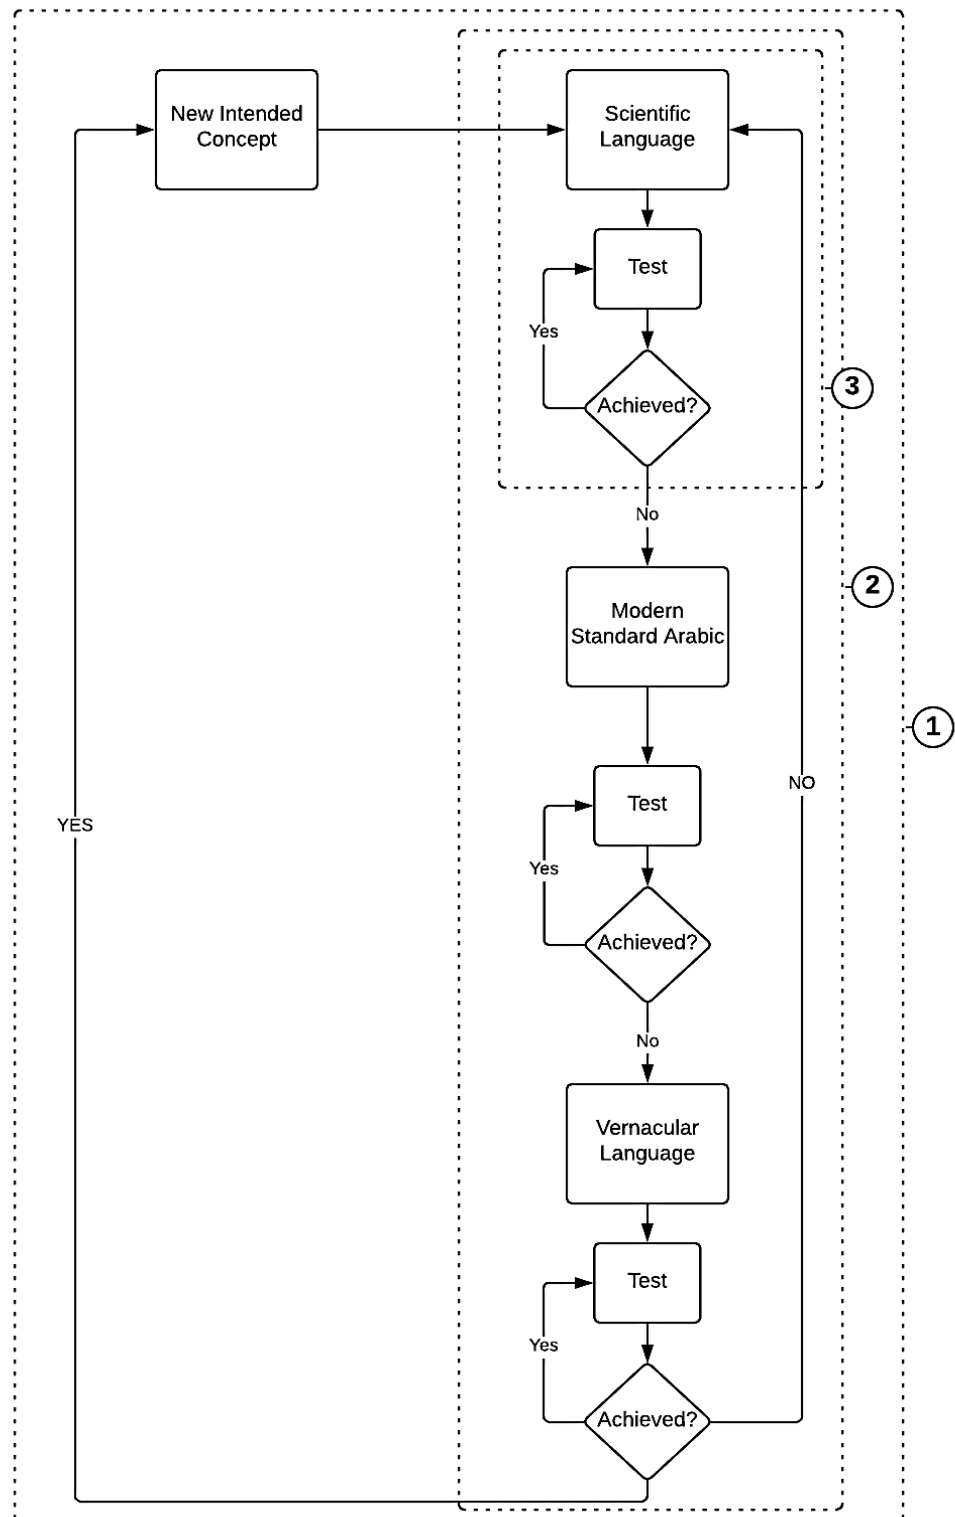 New Intended
Concept
Scientific
Language
Test
Yes
Achieved?
3
No
Modern
Standard Arabic
2
1
Test
NO
YES
Yes
Achieved?
No
Vernacular
Language
Test
Yes
Achieved?